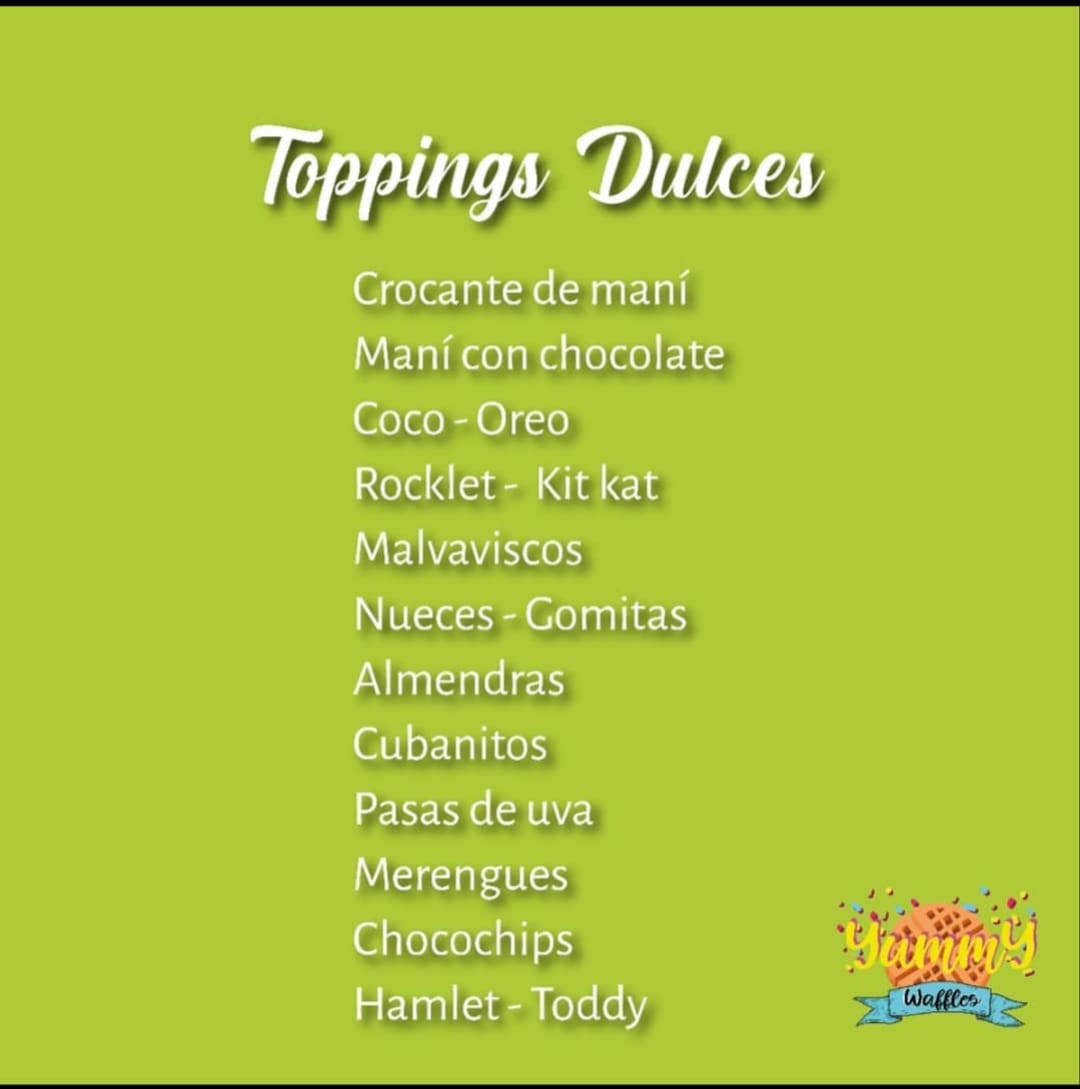 Toppings Dulces
Crocante de maní
Maní con chocolate
Coco - Oreo
Rocklet - Kit kat
Malvaviscos
Nueces - Gomitas
Almendras
Cubanitos
Pasas de uva
Merengues
Chocochips
Hamlet - Toddy
Yummy
Waffles